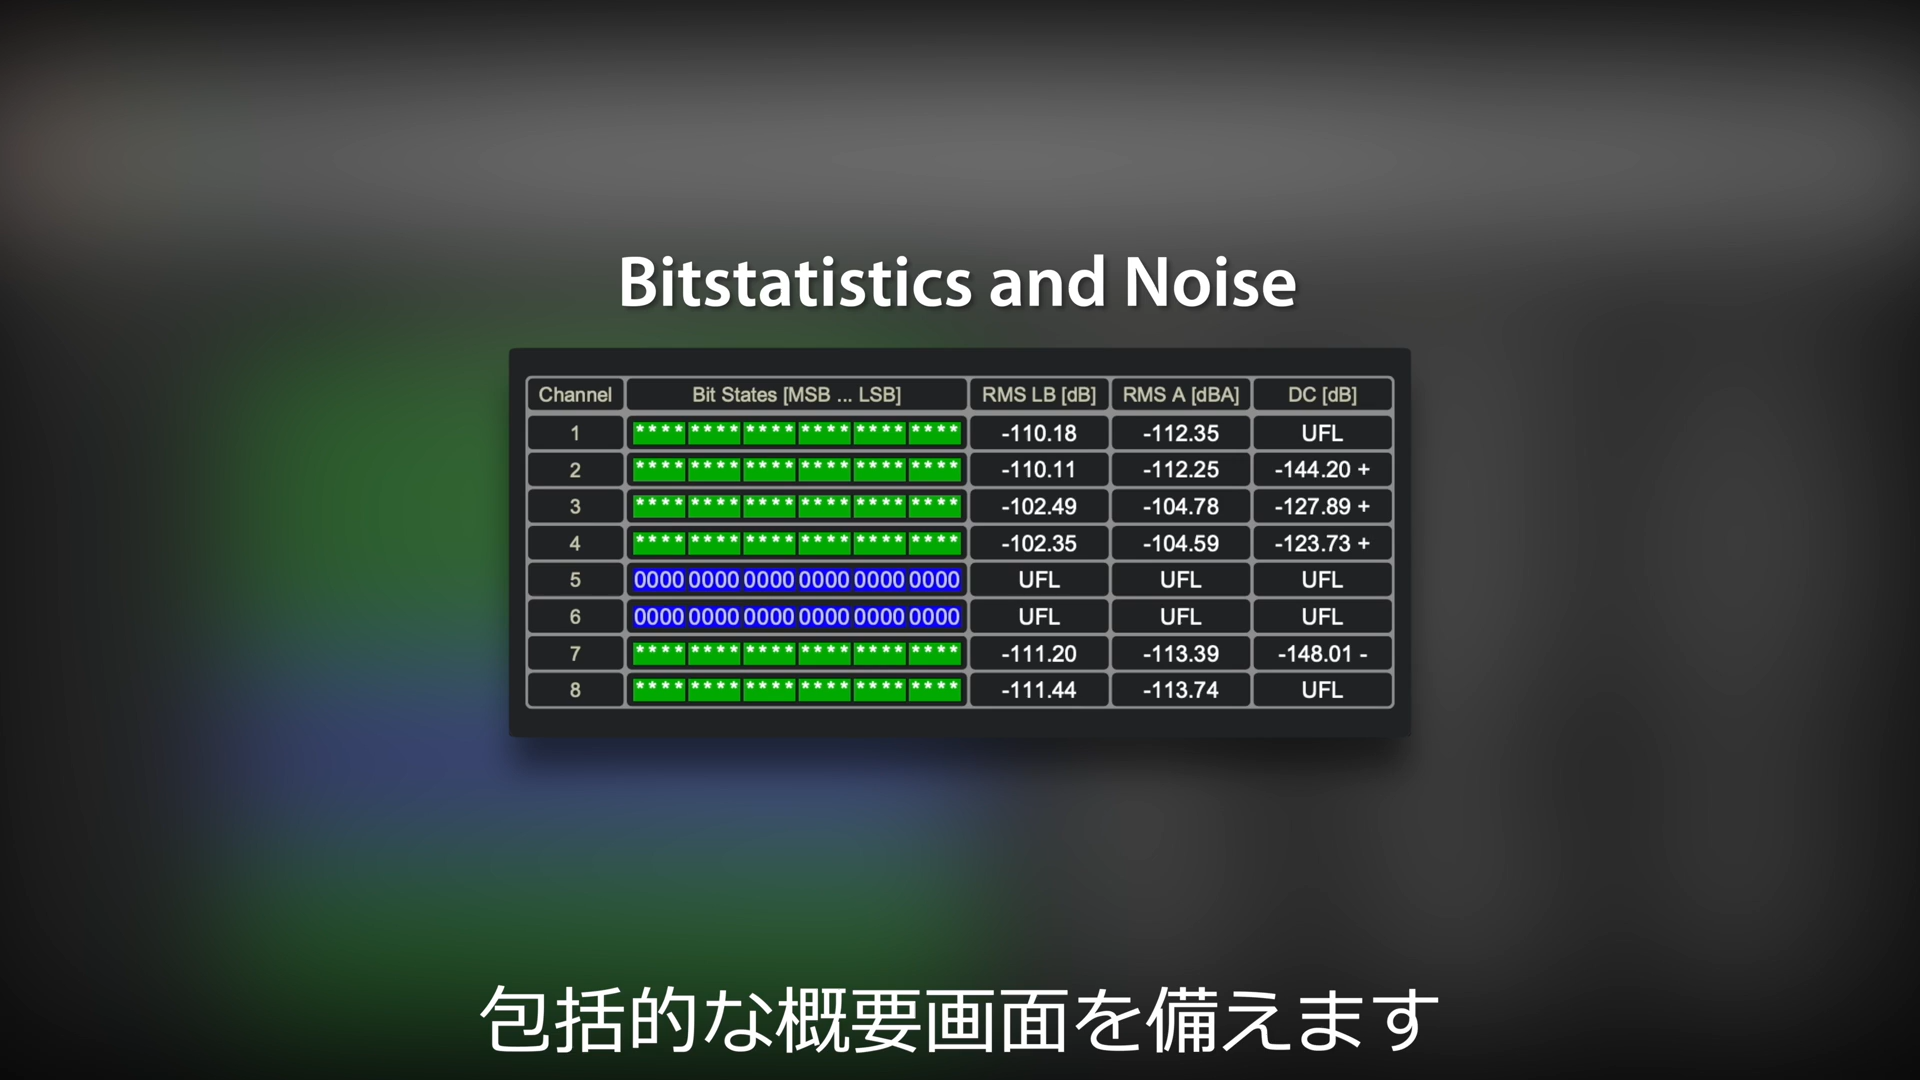 Bitstatistics and Noise
Channel Bit States [MSB ... LSB] RMS LB [dB] RMS A [dBA] DC [dB]
1 **** **** **** **** **** **** -110.18 -112.35 UFL
2 **** **** **** **** **** **** -110.11 -112.25 -144.20 +
3 **** **** **** **** **** **** -102.49 -104.78 -127.89 +
4 **** **** **** **** **** **** -102.35 -104.59 -123.73 +
5 0000 0000 0000 0000 0000 0000 UFL UFL UFL
6 0000 0000 0000 0000 0000 0000 UFL UFL UFL
7 **** **** **** **** **** **** -111.20 -113.39 -148.01 -
8 **** **** **** **** **** **** -111.44 -113.74 UFL
包括的な概要画面を備えます